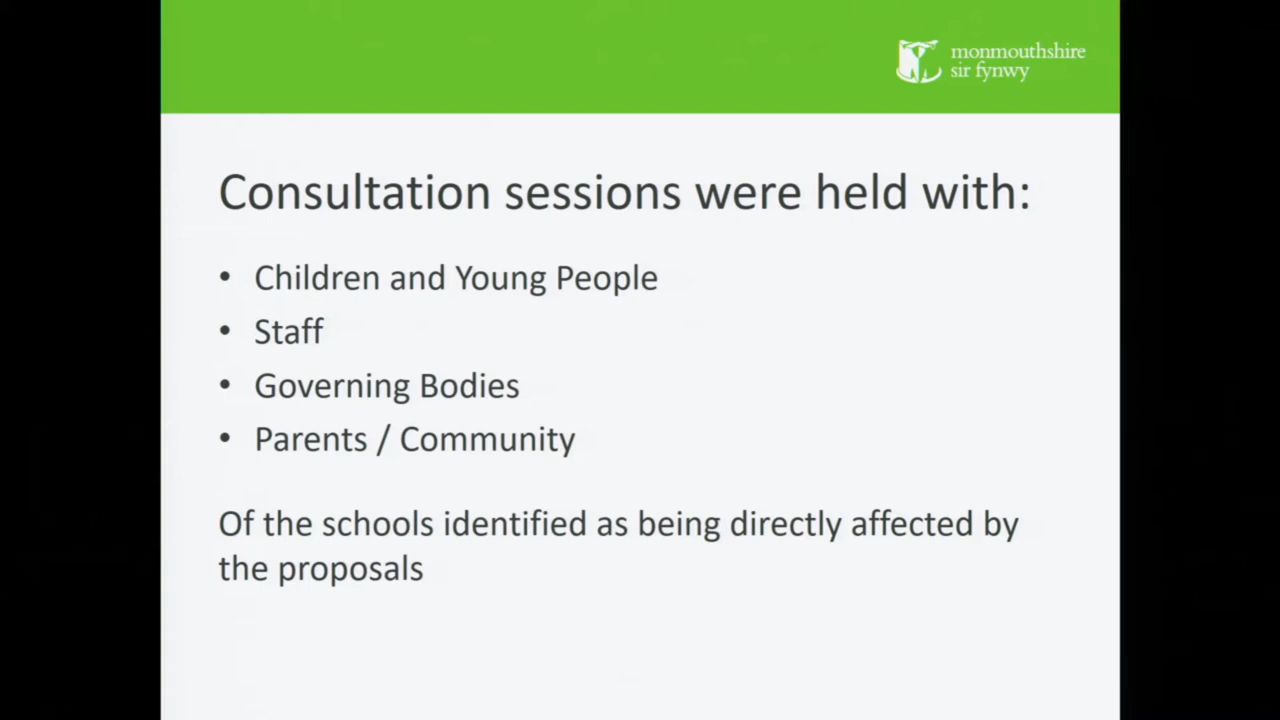 monmouthshire
sir fynwy
Consultation sessions were held with:
• Children and Young People
• Staff
• Governing Bodies
• Parents / Community
Of the schools identified as being directly affected by
the proposals